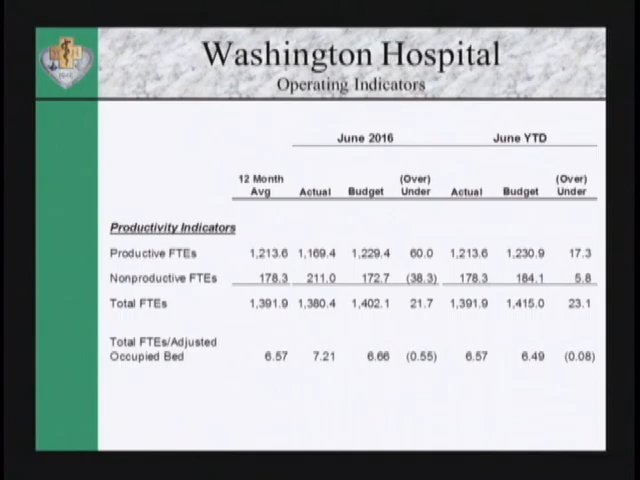 Washington Hospital
Operating Indicators
June 2016 June YTD
12 Month Avg Actual Budget (Over) Under Actual Budget (Over) Under
Productivity Indicators
Productive FTEs 1,213.6 1,169.4 1,229.4 60.0 1,213.6 1,230.9 17.3
Nonproductive FTEs 178.3 211.0 172.7 (38.3) 178.3 184.1 5.8
Total FTEs 1,391.9 1,380.4 1,402.1 21.7 1,391.9 1,415.0 23.1
Total FTEs/Adjusted
Occupied Bed 6.57 7.21 6.66 (0.55) 6.57 6.49 (0.08)